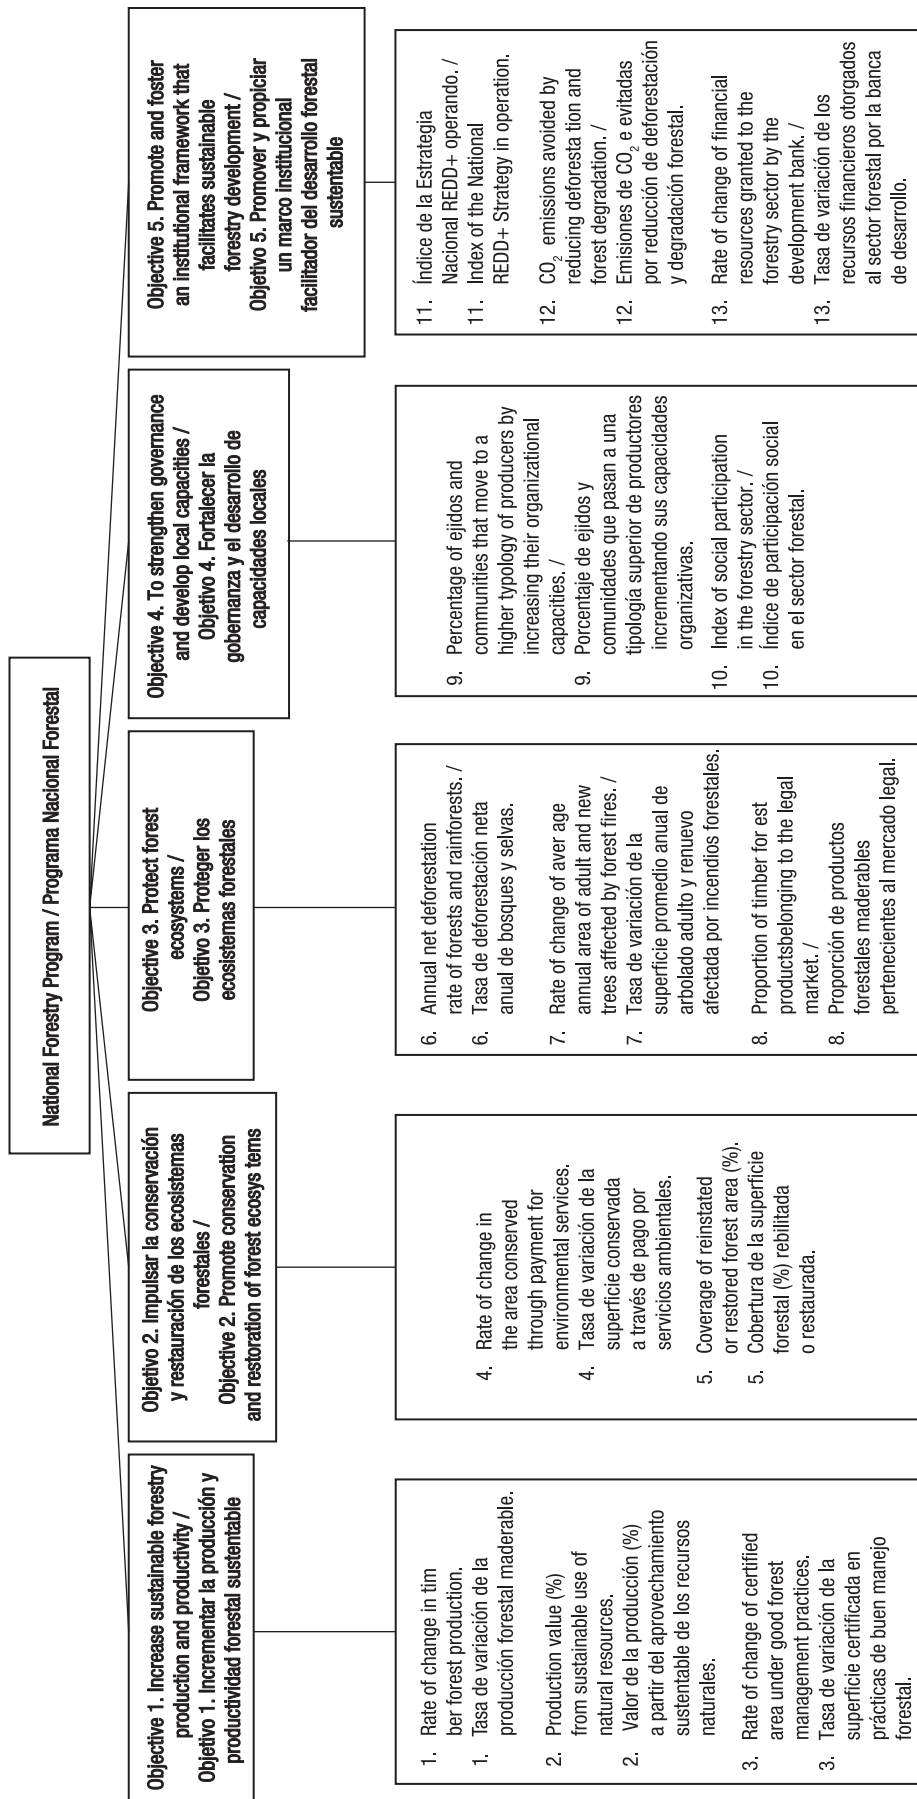 National Forestry Program / Programa Nacional Forestal
Objective 1. Increase sustainable forestry
production and productivity /
Objetivo 1. Incrementar la producción y
productividad forestal sustentable
1. Rate of change in tim
ber forest production.
1. Tasa de variación de la
producción forestal maderable.
2. Production value (%)
from sustainable use of
natural resources.
2. Valor de la producción (%)
a partir del aprovechamiento
sustentable de los recursos
naturales.
3. Rate of change of certified
area under good forest
management practices.
3. Tasa de variación de la
superficie certificada en
prácticas de buen manejo
forestal.
Objetivo 2. Impulsar la conservación
y restauración de los ecosistemas
forestales /
Objective 2. Promote conservation
and restoration of forest ecosys tems
4. Rate of change in
the area conserved
through payment for
environmental services.
4. Tasa de variación de la
superficie conservada
a través de pago por
servicios ambientales.
5. Coverage of reinstated
or restored forest area (%).
5. Cobertura de la superficie
forestal (%) rebilitada
o restaurada.
Objective 3. Protect forest
ecosystems /
Objetivo 3. Proteger los
ecosistemas forestales
6. Annual net deforestation
rate of forests and rainforests. /
6. Tasa de deforestación neta
anual de bosques y selvas.
7. Rate of change of aver age
annual area of adult and new
trees affected by forest fires. /
7. Tasa de variación de la
superficie promedio anual de
arbolado adulto y renuevo
afectada por incendios forestales.
8. Proportion of timber for est
productsbelonging to the legal
market. /
8. Proporción de productos
forestales maderables
pertenecientes al mercado legal.
Objective 4. To strengthen governance
and develop local capacities /
Objetivo 4. Fortalecer la
gobernanza y el desarrollo de
capacidades locales
9. Percentage of ejidos and
communities that move to a
higher typology of producers by
increasing their organizational
capacities. /
9. Porcentaje de ejidos y
comunidades que pasan a una
tipología superior de productores
incrementando sus capacidades
organizativas.
10. Index of social participation
in the forestry sector. /
10. Índice de participación social
en el sector forestal.
Objective 5. Promote and foster
an institutional framework that
facilitates sustainable
forestry development /
Objetivo 5. Promover y propiciar
un marco institucional
facilitador del desarrollo forestal
sustentable
11. Índice de la Estrategia
Nacional REDD+ operando. /
11. Index of the National
REDD+ Strategy in operation.
12. CO₂ emissions avoided by
reducing deforesta tion and
forest degradation. /
12. Emisiones de CO₂ e evitadas
por reducción de deforestación
y degradación forestal.
13. Rate of change of financial
resources granted to the
forestry sector by the
development bank. /
13. Tasa de variación de los
recursos financieros otorgados
al sector forestal por la banca
de desarrollo.